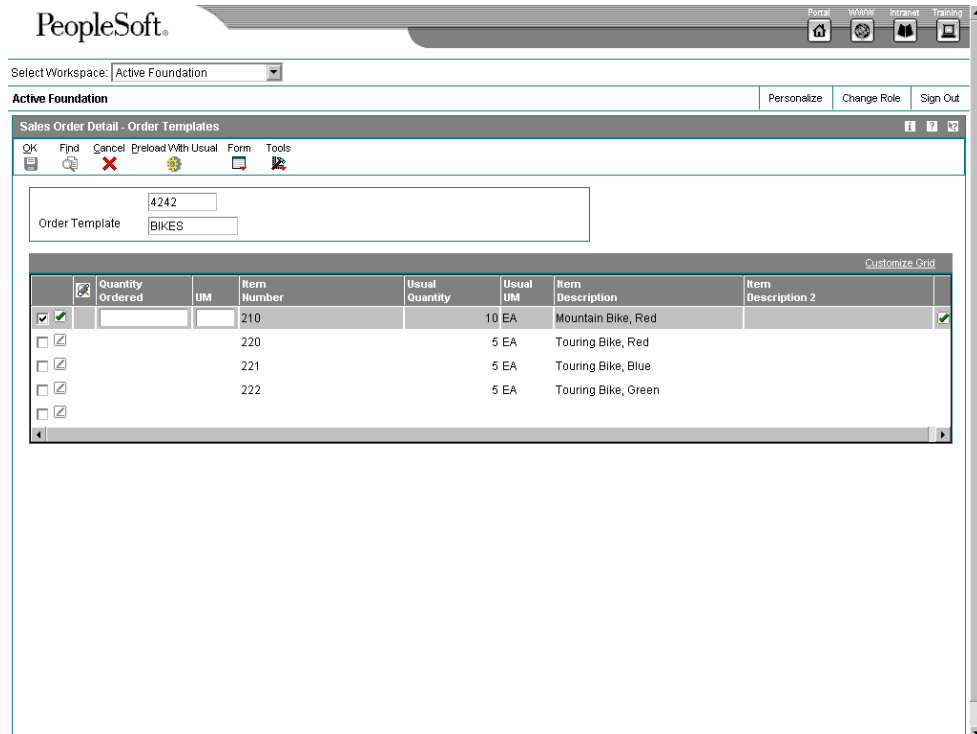 Portal WWW Intranet Training
PeopleSoft®
Select Workspace: Active Foundation
Active Foundation Personalize Change Role Sign Out
Sales Order Detail - Order Templates
OK Find Cancel Preload With Usual Form Tools
4242
Order Template BIKES
Customize Grid
Quantity Ordered UM Item Number Usual Quantity Usual UM Item Description Item Description 2
210 10 EA Mountain Bike, Red
220 5 EA Touring Bike, Red
221 5 EA Touring Bike, Blue
222 5 EA Touring Bike, Green